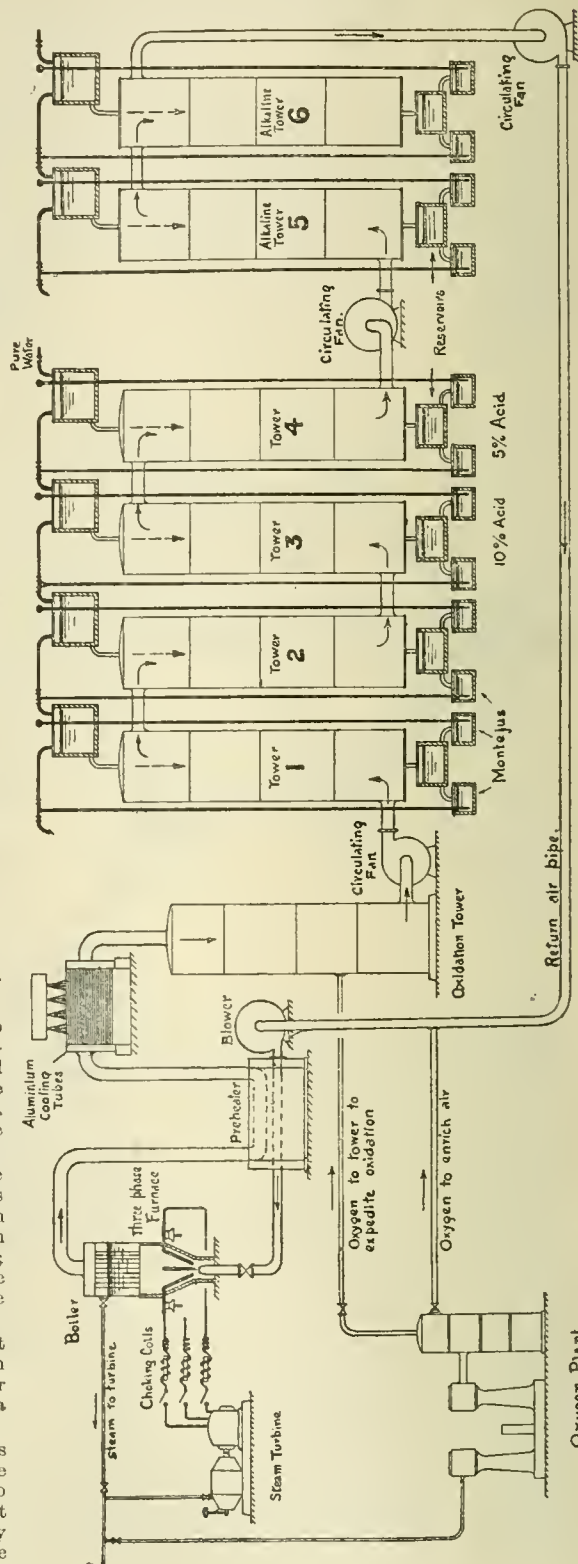 Boiler
Steam to turbine
Choking Coils
Three phase
Furnace
Steam Turbine
Preheater
Blower
Aluminium
Cooling
Tubes
Oxygen to tower to
expedite oxidation
Oxygen to enrich air
Oxygen Plant
Oxidation Tower
Circulating
Fan
Return air pipe.
Tower
1
Tower
2
Tower
3
Tower
4
Montejus
10% Acid
5% Acid
Pure
Water
Circulating
Fan.
Reservoirs
Alkaline
Tower
5
Alkaline
Tower
6
Circulating
Fan